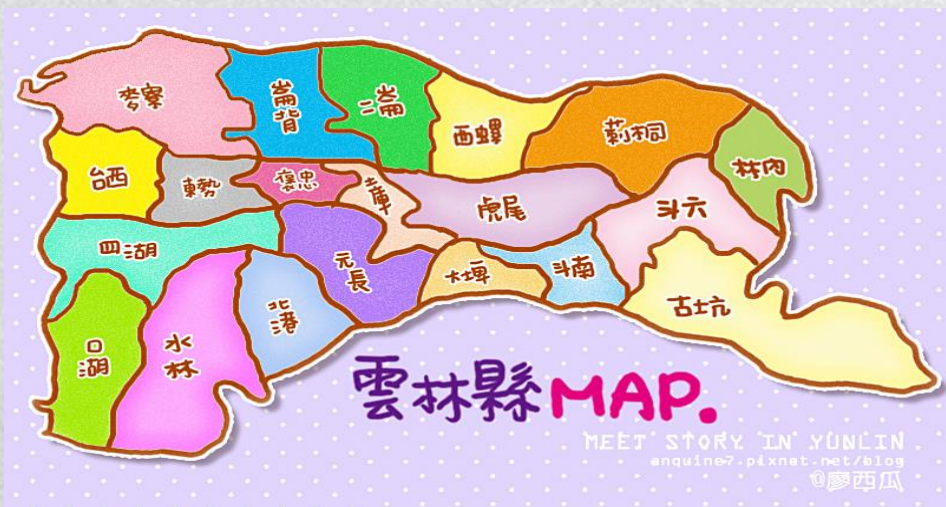 麥寮
崙背
二崙
西螺
莿桐
林內
台西
東勢
褒忠
土庫
虎尾
斗六
四湖
元長
大埤
斗南
古坑
口湖
水林
北港
雲林縣MAP.
MEET STORY IN YUNLIN
anquine7.pixnet.net/blog
@廖西瓜